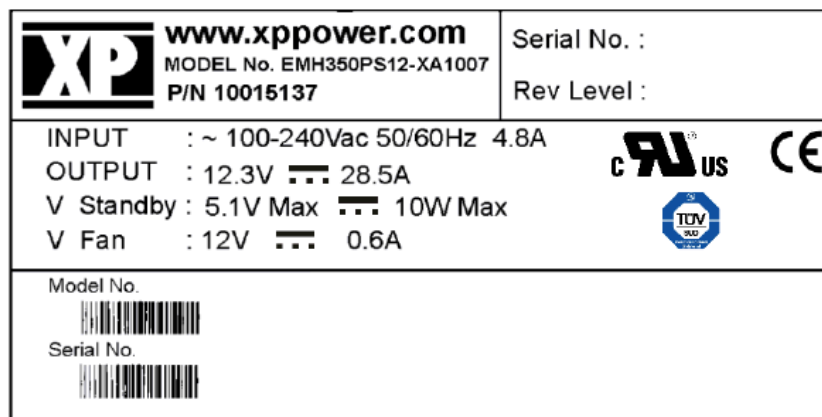 XP
www.xppower.com
MODEL No. EMH350PS12-XA1007
P/N 10015137
Serial No. :
Rev Level :
INPUT : ~ 100-240Vac 50/60Hz 4.8A
OUTPUT : 12.3V 28.5A
V Standby : 5.1V Max 10W Max
V Fan : 12V 0.6A
c RU US
CE
TÜV
SÜD
Model No.
Serial No.